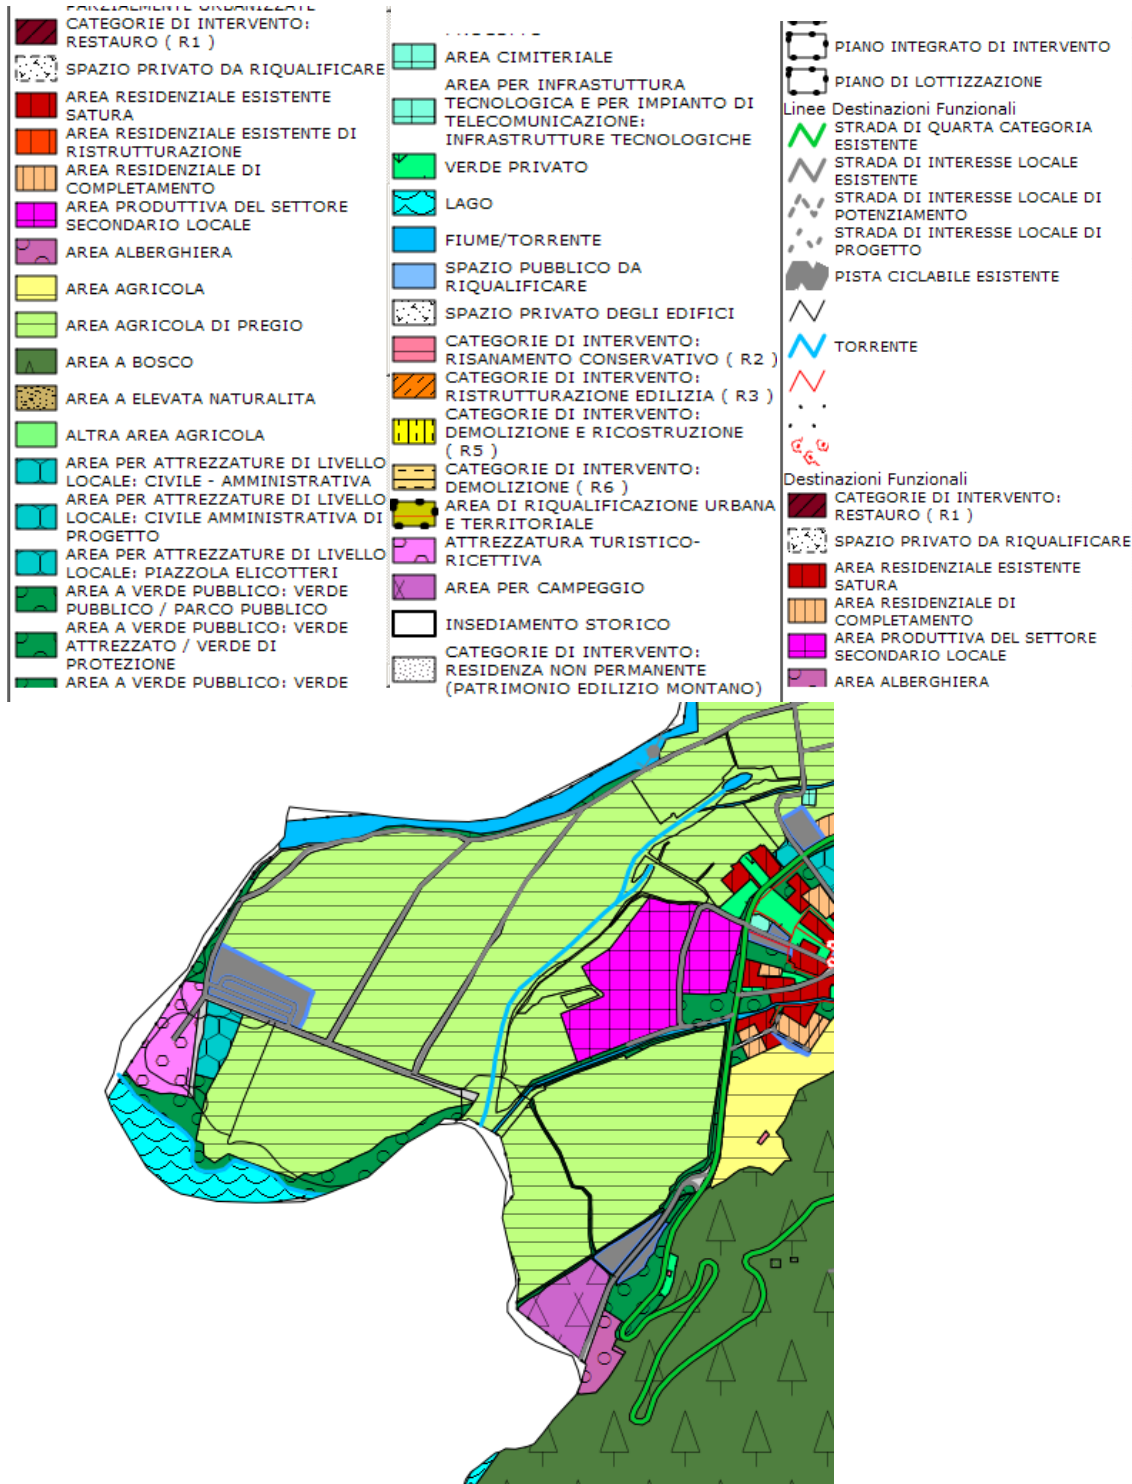 PARZIALMENTE URBANIZZATE
CATEGORIE DI INTERVENTO:
RESTAURO ( R1 )
SPAZIO PRIVATO DA RIQUALIFICARE
AREA RESIDENZIALE ESISTENTE
SATURA
AREA RESIDENZIALE ESISTENTE DI
RISTRUTTURAZIONE
AREA RESIDENZIALE DI
COMPLETAMENTO
AREA PRODUTTIVA DEL SETTORE
SECONDARIO LOCALE
AREA ALBERGHIERA
AREA AGRICOLA
AREA AGRICOLA DI PREGIO
AREA A BOSCO
AREA A ELEVATA NATURALITA
ALTRA AREA AGRICOLA
AREA PER ATTREZZATURE DI LIVELLO
LOCALE: CIVILE - AMMINISTRATIVA
AREA PER ATTREZZATURE DI LIVELLO
LOCALE: CIVILE AMMINISTRATIVA DI
PROGETTO
AREA PER ATTREZZATURE DI LIVELLO
LOCALE: PIAZZOLA ELICOTTERI
AREA A VERDE PUBBLICO: VERDE
PUBBLICO / PARCO PUBBLICO
AREA A VERDE PUBBLICO: VERDE
ATTREZZATO / VERDE DI
PROTEZIONE
AREA A VERDE PUBBLICO: VERDE
AREA CIMITERIALE
AREA PER INFRASTUTTURA
TECNOLOGICA E PER IMPIANTO DI
TELECOMUNICAZIONE:
INFRASTRUTTURE TECNOLOGICHE
VERDE PRIVATO
LAGO
FIUME/TORRENTE
SPAZIO PUBBLICO DA
RIQUALIFICARE
SPAZIO PRIVATO DEGLI EDIFICI
CATEGORIE DI INTERVENTO:
RISANAMENTO CONSERVATIVO ( R2 )
CATEGORIE DI INTERVENTO:
RISTRUTTURAZIONE EDILIZIA ( R3 )
CATEGORIE DI INTERVENTO:
DEMOLIZIONE E RICOSTRUZIONE
( R5 )
CATEGORIE DI INTERVENTO:
DEMOLIZIONE ( R6 )
AREA DI RIQUALIFICAZIONE URBANA
E TERRITORIALE
ATTREZZATURA TURISTICO-
RICETTIVA
AREA PER CAMPEGGIO
INSEDIAMENTO STORICO
CATEGORIE DI INTERVENTO:
RESIDENZA NON PERMANENTE
(PATRIMONIO EDILIZIO MONTANO)
PIANO INTEGRATO DI INTERVENTO
PIANO DI LOTTIZZAZIONE
Linee Destinazioni Funzionali
STRADA DI QUARTA CATEGORIA
ESISTENTE
STRADA DI INTERESSE LOCALE
ESISTENTE
STRADA DI INTERESSE LOCALE DI
POTENZIAMENTO
STRADA DI INTERESSE LOCALE DI
PROGETTO
PISTA CICLABILE ESISTENTE
TORRENTE
Destinazioni Funzionali
CATEGORIE DI INTERVENTO:
RESTAURO ( R1 )
SPAZIO PRIVATO DA RIQUALIFICARE
AREA RESIDENZIALE ESISTENTE
SATURA
AREA RESIDENZIALE DI
COMPLETAMENTO
AREA PRODUTTIVA DEL SETTORE
SECONDARIO LOCALE
AREA ALBERGHIERA